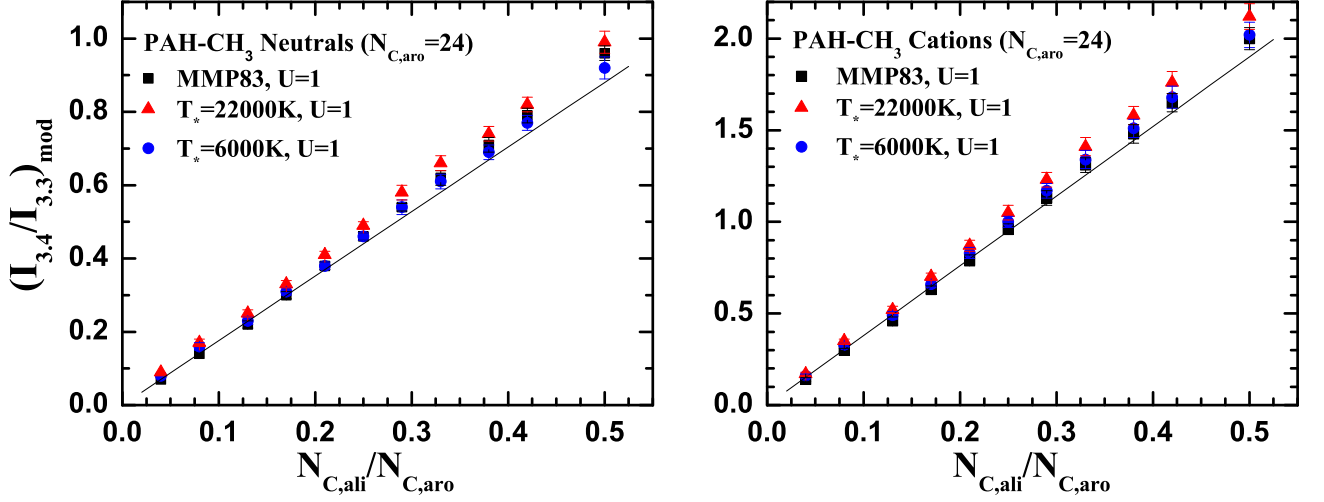 (I3.4/I3.3)mod
1.0
0.8
0.6
0.4
0.2
0.0
PAH-CH3 Neutrals (NC,aro=24)
MMP83, U=1
T*=22000K, U=1
T*=6000K, U=1
0.0 0.1 0.2 0.3 0.4 0.5
NC,ali/NC,aro
2.0
1.5
1.0
0.5
0.0
PAH-CH3 Cations (NC,aro=24)
MMP83, U=1
T*=22000K, U=1
T*=6000K, U=1
0.0 0.1 0.2 0.3 0.4 0.5
NC,ali/NC,aro